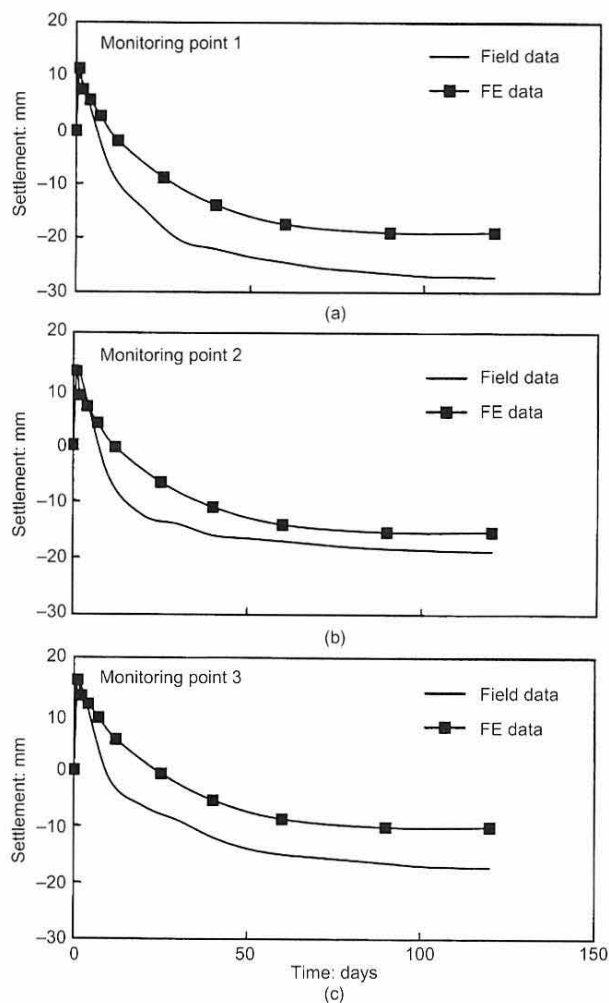 Monitoring point 1
Field data
FE data
Settlement: mm
20
10
0
–10
–20
–30
(a)
Monitoring point 2
Field data
FE data
Settlement: mm
20
10
0
–10
–20
–30
(b)
Monitoring point 3
Field data
FE data
Settlement: mm
20
10
0
–10
–20
–30
0
50
100
150
Time: days
(c)